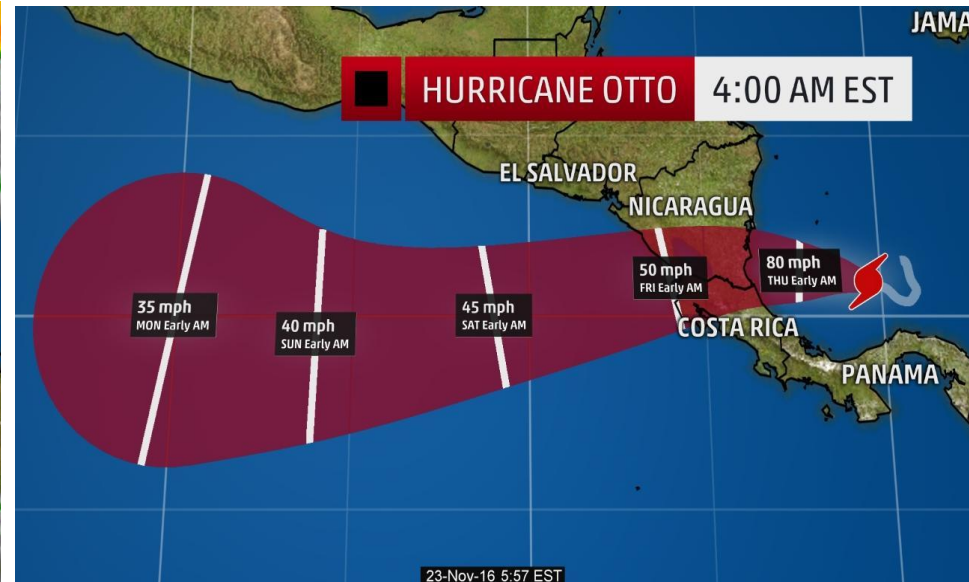 JAMA
HURRICANE OTTO 4:00 AM EST
EL SALVADOR
NICARAGUA
80 mph
THU Early AM
50 mph
FRI Early AM
45 mph
SAT Early AM
40 mph
SUN Early AM
35 mph
MON Early AM
COSTA RICA
PANAMA
23-Nov-16 5:57 EST